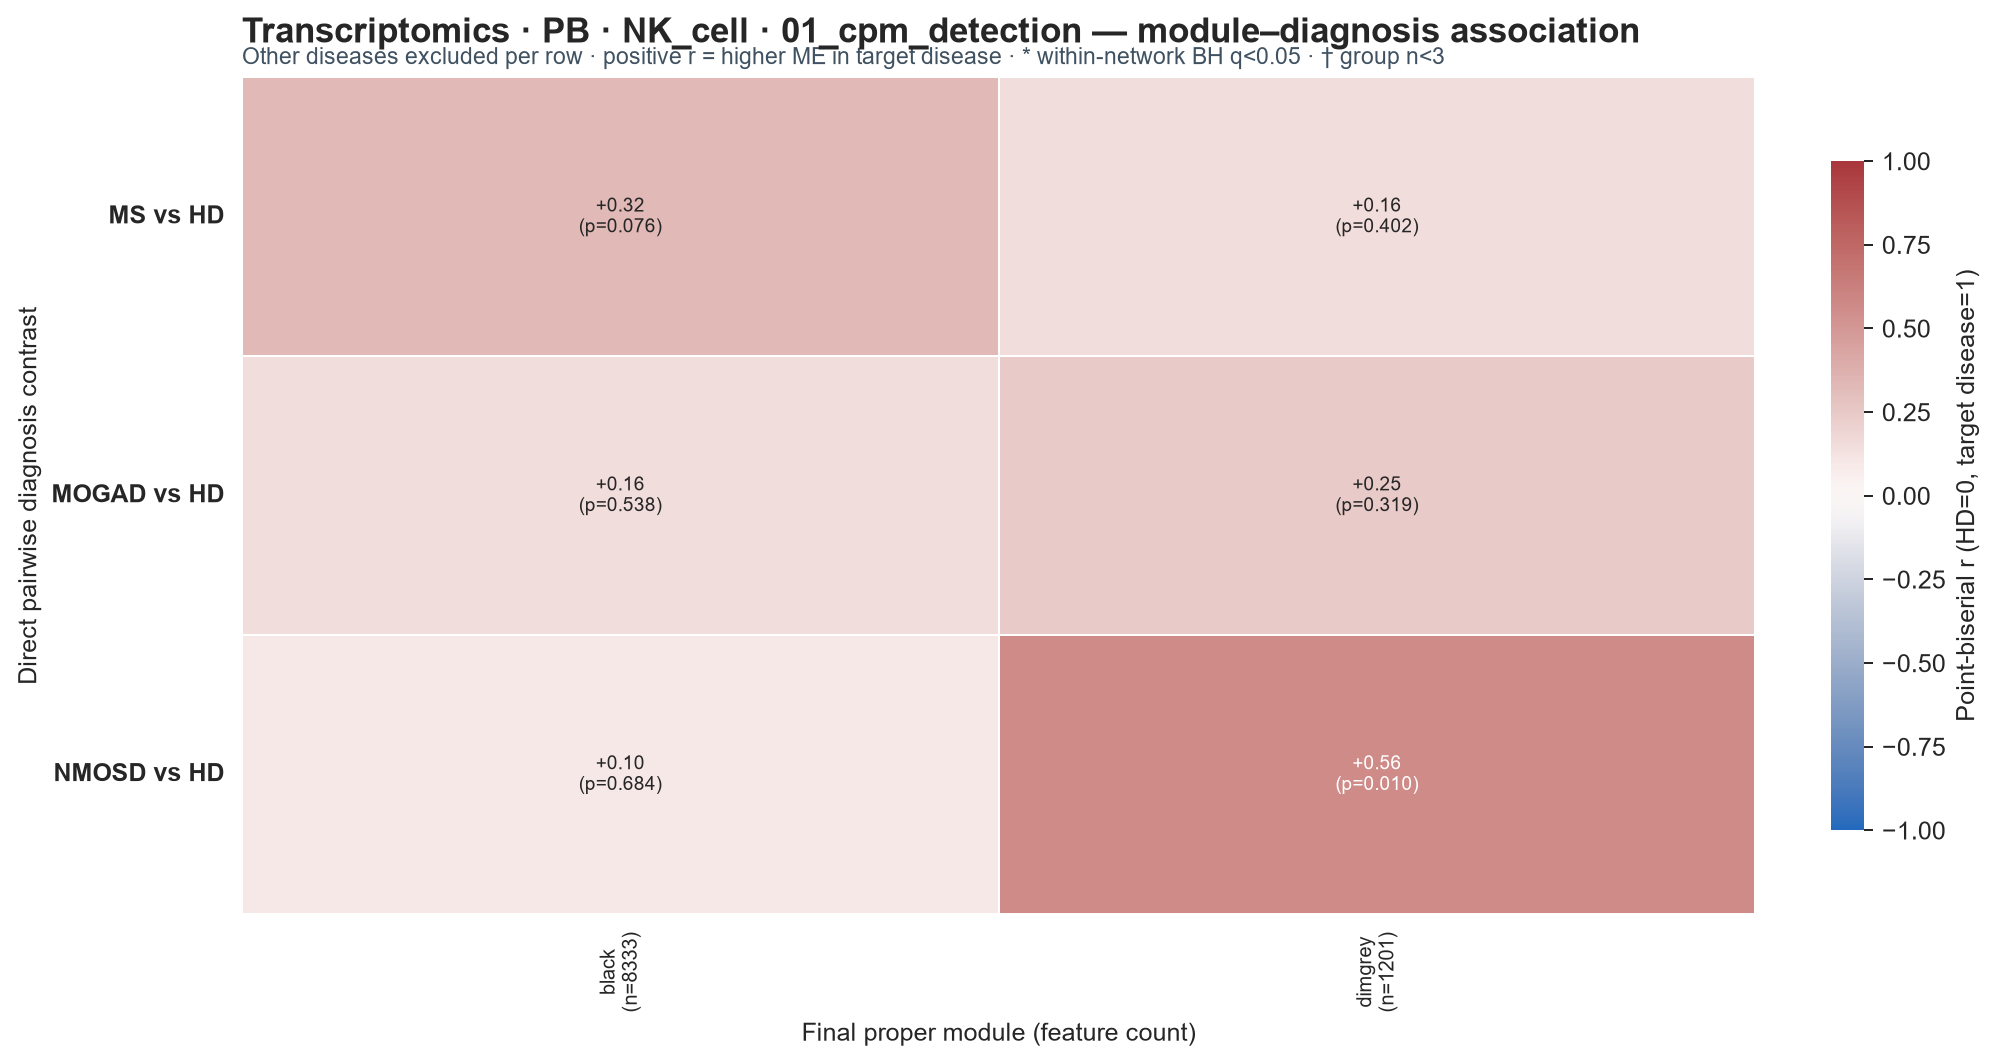 Transcriptomics · PB · NK_cell · 01_cpm_detection — module–diagnosis association
Other diseases excluded per row · positive r = higher ME in target disease · * within-network BH q<0.05 · † group n<3
Direct pairwise diagnosis contrast
MS vs HD
+0.32
(p=0.076)
+0.16
(p=0.402)
MOGAD vs HD
+0.16
(p=0.538)
+0.25
(p=0.319)
NMOSD vs HD
+0.10
(p=0.684)
+0.56
(p=0.010)
black
(n=8333)
dimgrey
(n=1201)
Final proper module (feature count)
1.00
0.75
0.50
0.25
0.00
−0.25
−0.50
−0.75
−1.00
Point-biserial r (HD=0, target disease=1)